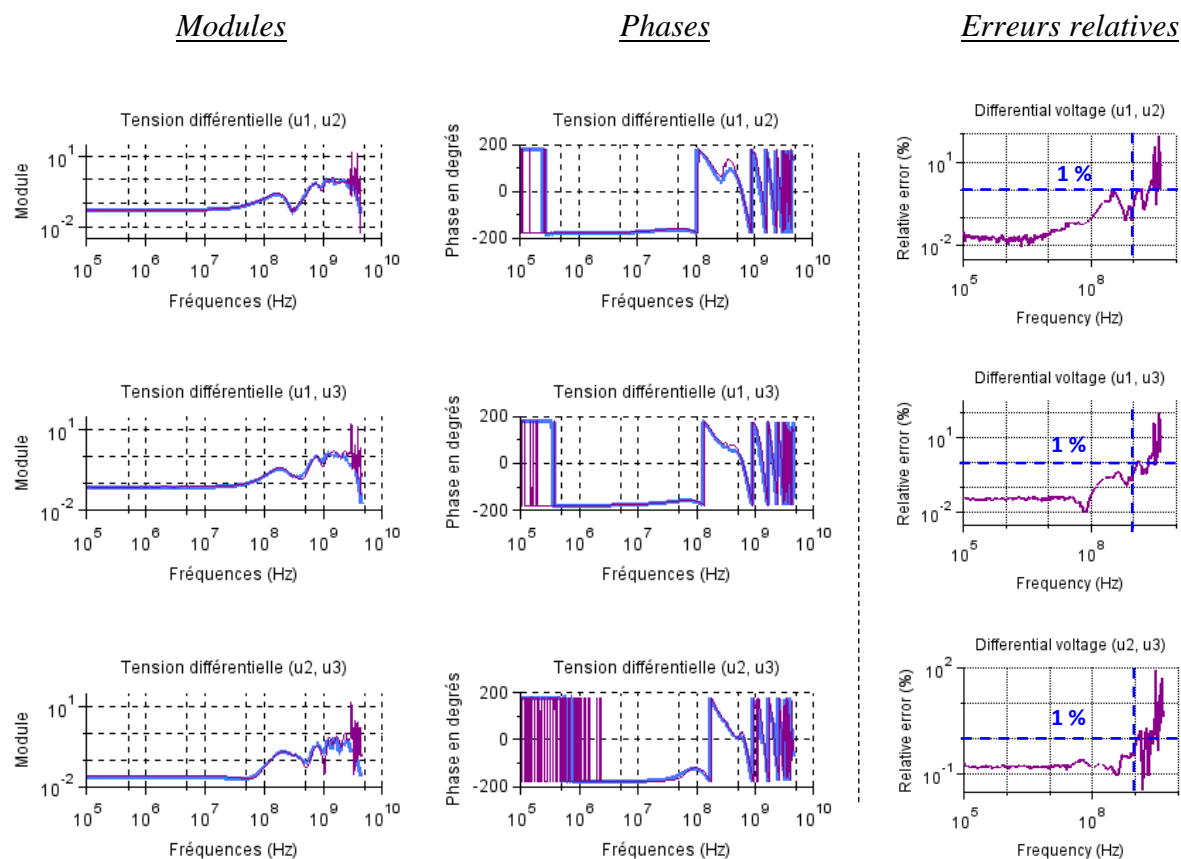 Modules
Phases
Erreurs relatives
Tension différentielle (u1, u2)
Module
10^1
10^-2
10^5 10^6 10^7 10^8 10^9 10^10
Fréquences (Hz)
Tension différentielle (u1, u2)
Phase en degrés
200
0
-200
10^5 10^6 10^7 10^8 10^9 10^10
Fréquences (Hz)
Differential voltage (u1, u2)
Relative error (%)
10^1
1 %
10^-2
10^5 10^8
Frequency (Hz)
Tension différentielle (u1, u3)
Module
10^1
10^-2
10^5 10^6 10^7 10^8 10^9 10^10
Fréquences (Hz)
Tension différentielle (u1, u3)
Phase en degrés
200
0
-200
10^5 10^6 10^7 10^8 10^9 10^10
Fréquences (Hz)
Differential voltage (u1, u3)
Relative error (%)
10^1
1 %
10^-2
10^5 10^8
Frequency (Hz)
Tension différentielle (u2, u3)
Module
10^1
10^-2
10^5 10^6 10^7 10^8 10^9 10^10
Fréquences (Hz)
Tension différentielle (u2, u3)
Phase en degrés
200
0
-200
10^5 10^6 10^7 10^8 10^9 10^10
Fréquences (Hz)
Differential voltage (u2, u3)
Relative error (%)
10^2
1 %
10^-1
10^5 10^8
Frequency (Hz)